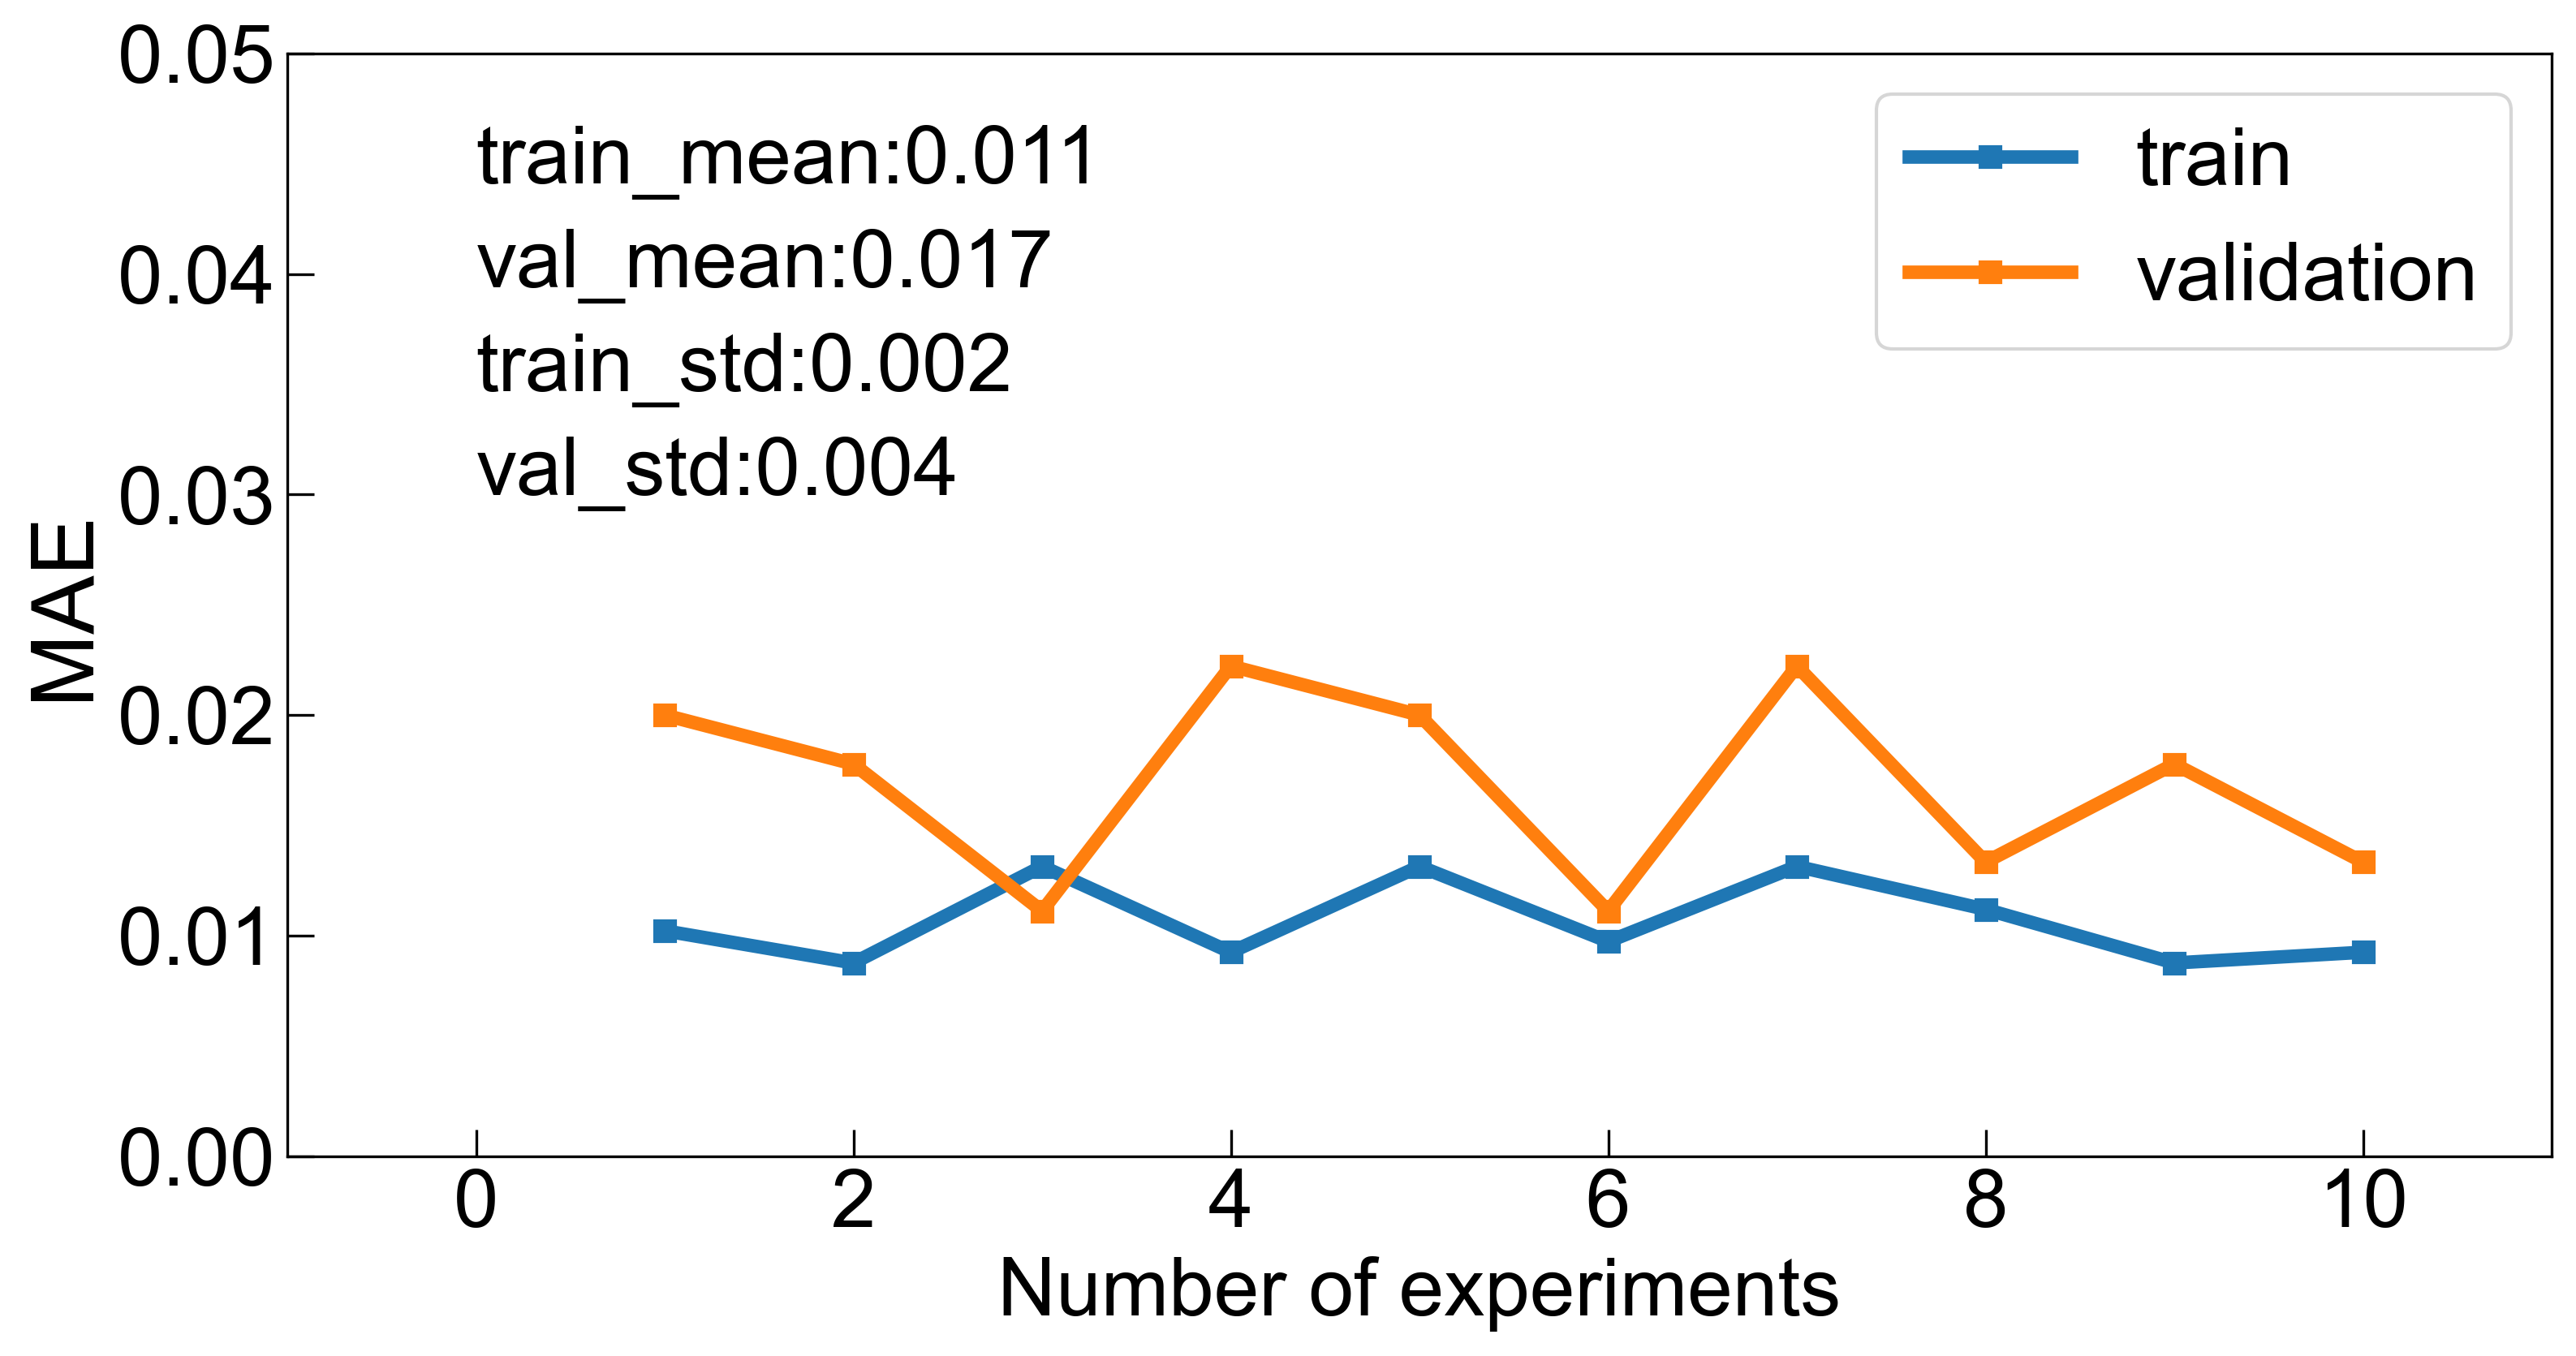 train_mean:0.011
val_mean:0.017
train_std:0.002
val_std:0.004
train
validation
MAE
0.05
0.04
0.03
0.02
0.01
0.00
0 2 4 6 8 10
Number of experiments